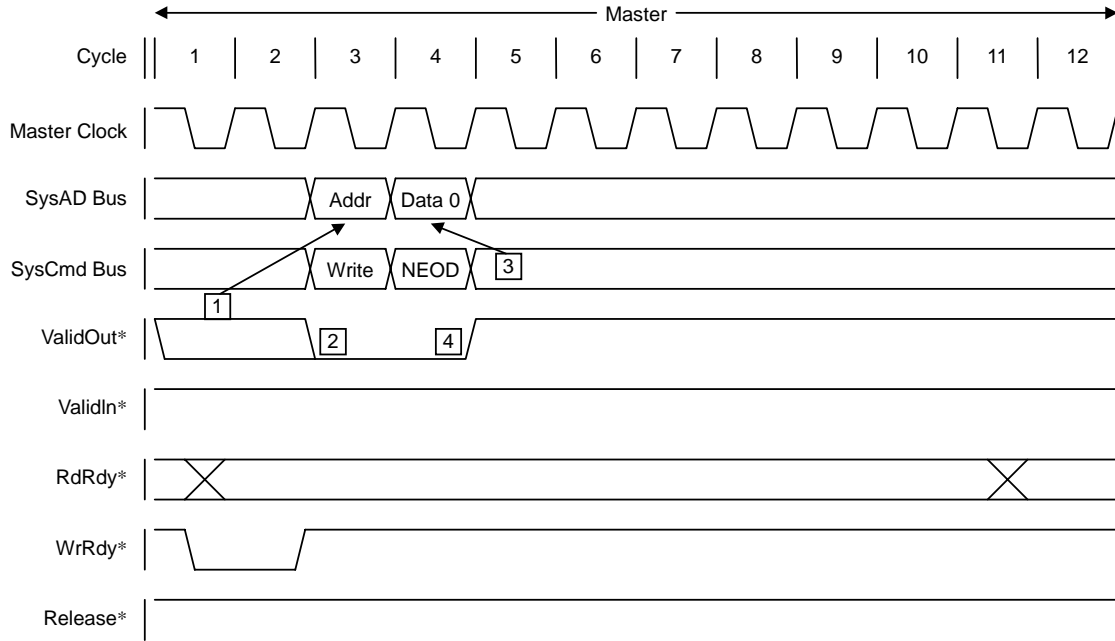 Master
Cycle 1 2 3 4 5 6 7 8 9 10 11 12
Master Clock
SysAD Bus Addr Data 0
SysCmd Bus Write NEOD 3
1
ValidOut* 2 4
ValidIn*
RdRdy*
WrRdy*
Release*